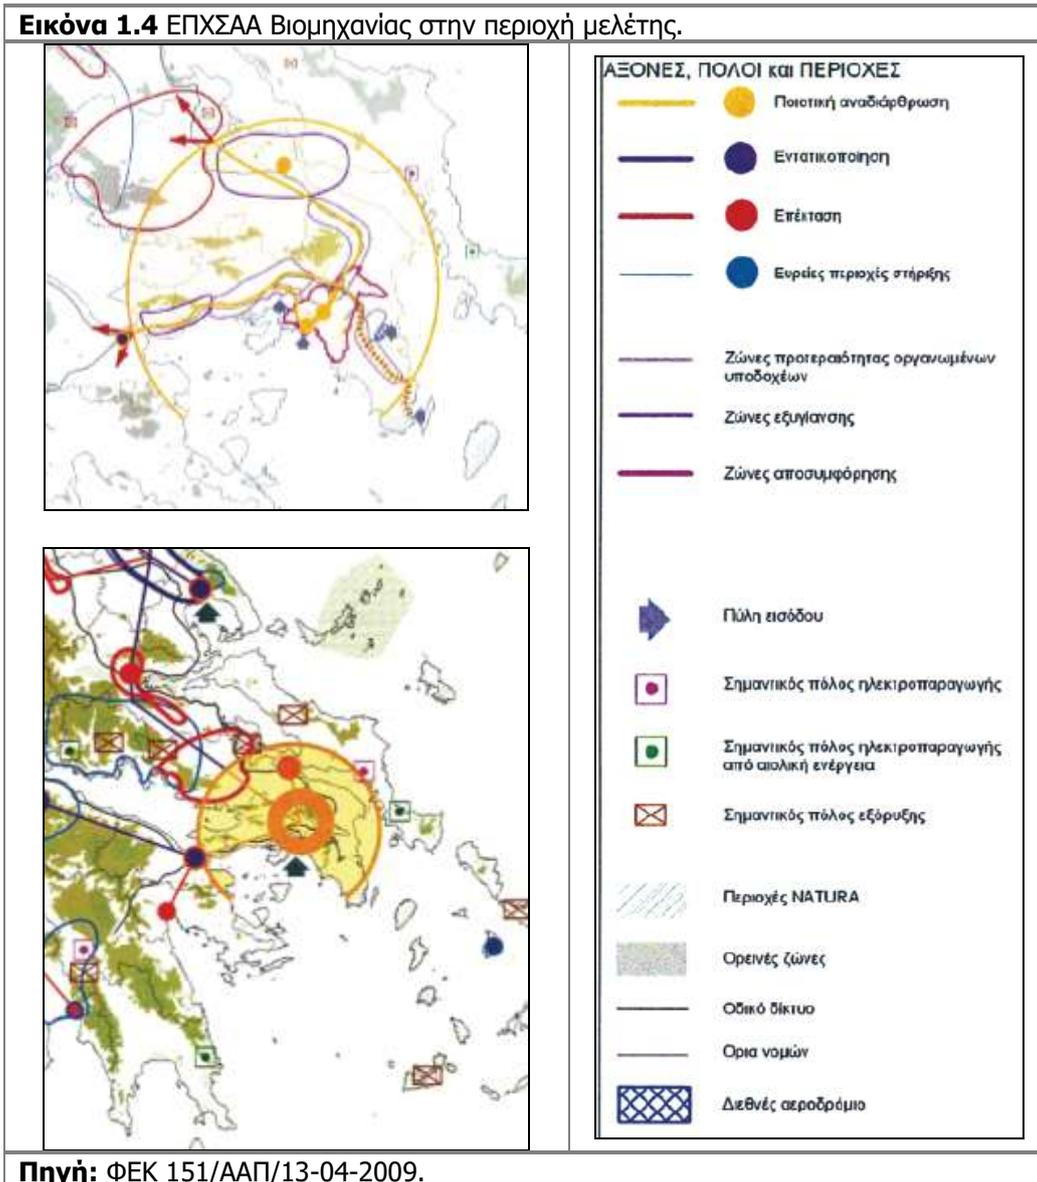 Εικόνα 1.4 ΕΠΧΣΑΑ Βιομηχανίας στην περιοχή μελέτης.
ΑΞΟΝΕΣ, ΠΟΛΟΙ και ΠΕΡΙΟΧΕΣ
Ποιοτική αναδιάρθρωση
Εντατικοποίηση
Επέκταση
Ευρείες περιοχές στήριξης
Ζώνες προτεραιότητας οργανωμένων
υποδοχέων
Ζώνες εξυγίανσης
Ζώνες αποσυμφόρησης
Πύλη εισόδου
Σημαντικός πόλος ηλεκτροπαραγωγής
Σημαντικός πόλος ηλεκτροπαραγωγής
από αιολική ενέργεια
Σημαντικός πόλος εξόρυξης
Περιοχές NATURA
Ορεινές ζώνες
Οδικό δίκτυο
Ορια νομών
Διεθνές αεροδρόμιο
Πηγή: ΦΕΚ 151/ΑΑΠ/13-04-2009.